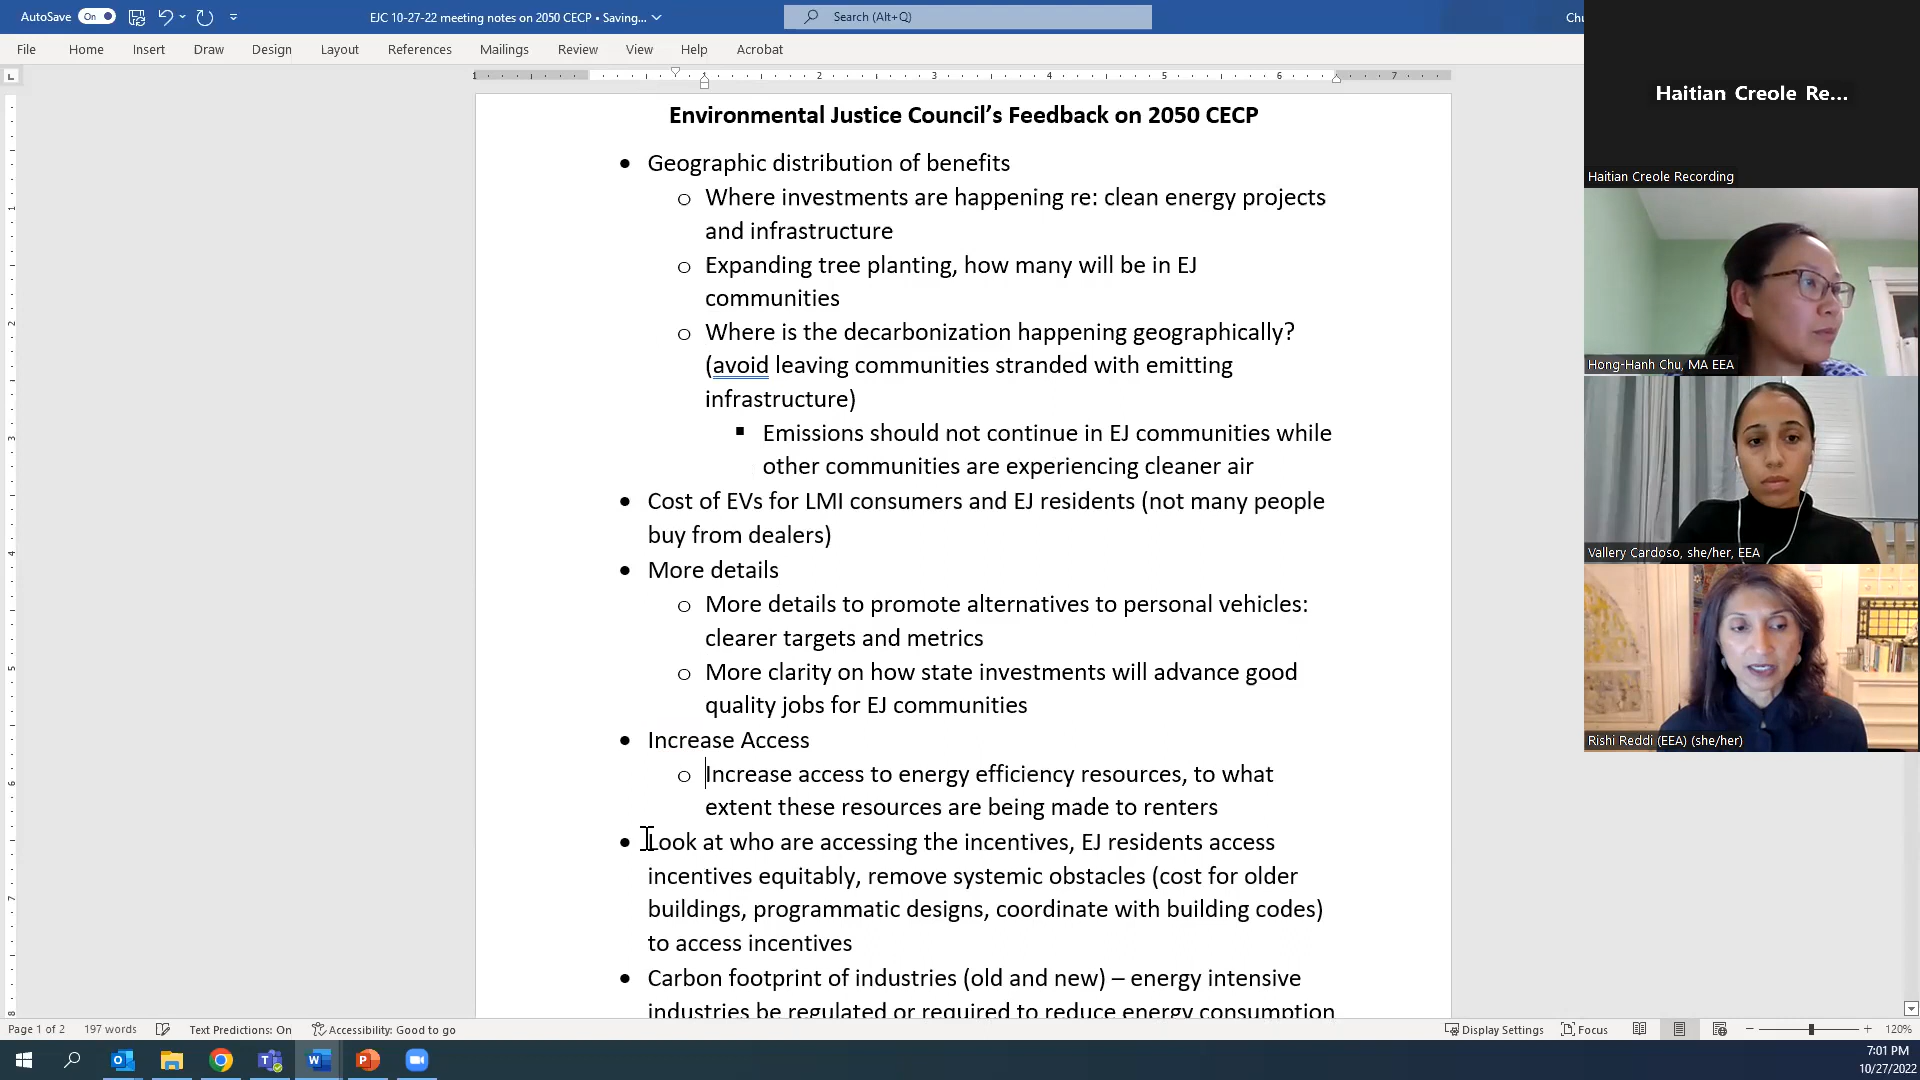 AutoSave
On
EJC 10-27-22 meeting notes on 2050 CECP • Saving...
Search (Alt+Q)
Chu
File Home Insert Draw Design Layout References Mailings Review View Help Acrobat
1 1 2 3 4 5 6 7
Environmental Justice Council's Feedback on 2050 CECP
• Geographic distribution of benefits
o Where investments are happening re: clean energy projects
and infrastructure
o Expanding tree planting, how many will be in EJ
communities
o Where is the decarbonization happening geographically?
(avoid leaving communities stranded with emitting
infrastructure)
▪ Emissions should not continue in EJ communities while
other communities are experiencing cleaner air
• Cost of EVs for LMI consumers and EJ residents (not many people
buy from dealers)
• More details
o More details to promote alternatives to personal vehicles:
clearer targets and metrics
o More clarity on how state investments will advance good
quality jobs for EJ communities
• Increase Access
o Increase access to energy efficiency resources, to what
extent these resources are being made to renters
• Look at who are accessing the incentives, EJ residents access
incentives equitably, remove systemic obstacles (cost for older
buildings, programmatic designs, coordinate with building codes)
to access incentives
• Carbon footprint of industries (old and new) – energy intensive
industries be regulated or required to reduce energy consumption
Haitian Creole Re...
Haitian Creole Recording
Hong-Hanh Chu, MA EEA
Vallery Cardoso, she/her, EEA
Rishi Reddi (EEA) (she/her)
Page 1 of 2 197 words Text Predictions: On Accessibility: Good to go
Display Settings Focus 120%
7:01 PM
10/27/2022